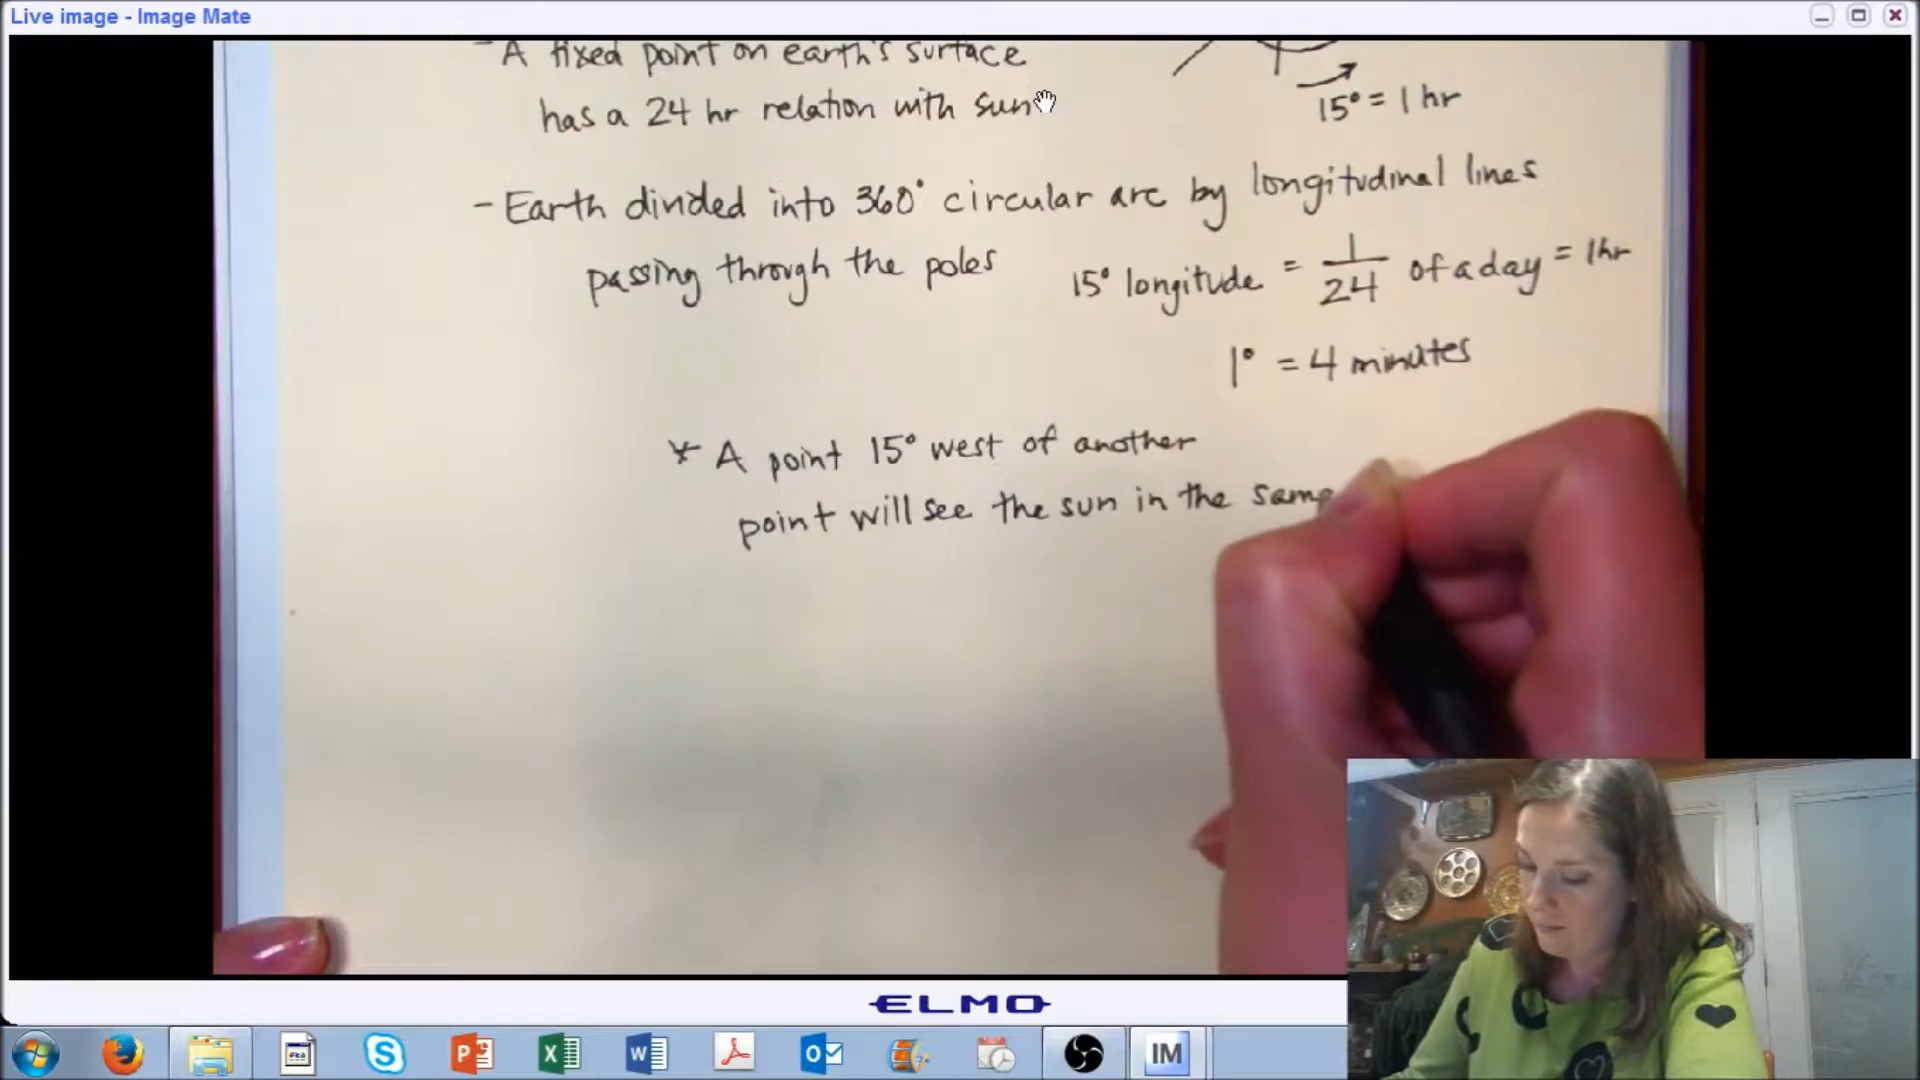 Live image - Image Mate
- A fixed point on earth's surface
has a 24 hr relation with sun
15° = 1 hr
- Earth divided into 360° circular arc by longitudinal lines
passing through the poles
15° longitude = 1/24 of a day = 1hr
1° = 4 minutes
* A point 15° west of another
point will see the sun in the same
ELMO
IM